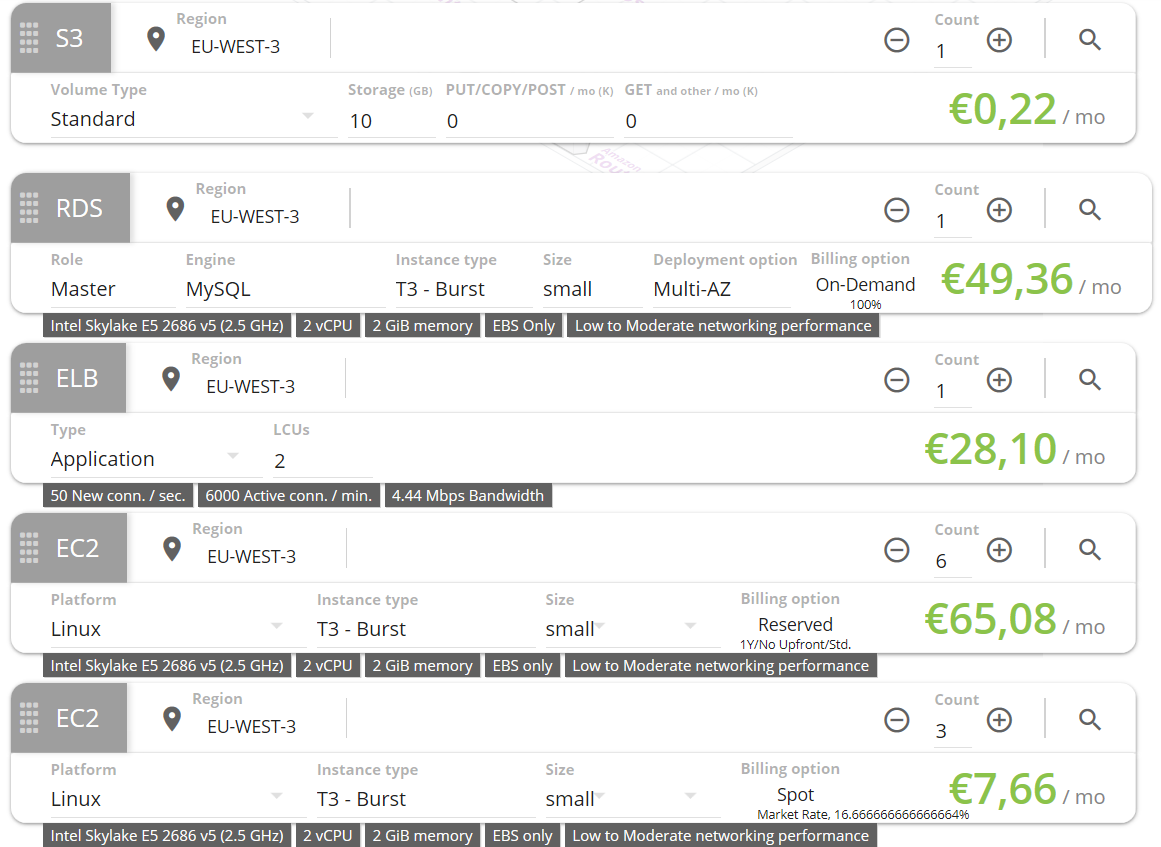 S3
Region
EU-WEST-3
Count
1
Volume Type Storage (GB) PUT/COPY/POST / mo (K) GET and other / mo (K)
Standard 10 0 0
€0,22 / mo
Amazon
Rou
RDS
Region
EU-WEST-3
Count
1
Role Engine Instance type Size Deployment option Billing option
Master MySQL T3 - Burst small Multi-AZ On-Demand
100%
€49,36 / mo
Intel Skylake E5 2686 v5 (2.5 GHz) 2 vCPU 2 GiB memory EBS Only Low to Moderate networking performance
ELB
Region
EU-WEST-3
Count
1
Type LCUs
Application 2
€28,10 / mo
50 New conn. / sec. 6000 Active conn. / min. 4.44 Mbps Bandwidth
EC2
Region
EU-WEST-3
Count
6
Platform Instance type Size Billing option
Linux T3 - Burst small Reserved
1Y/No Upfront/Std.
€65,08 / mo
Intel Skylake E5 2686 v5 (2.5 GHz) 2 vCPU 2 GiB memory EBS only Low to Moderate networking performance
EC2
Region
EU-WEST-3
Count
3
Platform Instance type Size Billing option
Linux T3 - Burst small Spot
Market Rate, 16.666666666666664%
€7,66 / mo
Intel Skylake E5 2686 v5 (2.5 GHz) 2 vCPU 2 GiB memory EBS only Low to Moderate networking performance